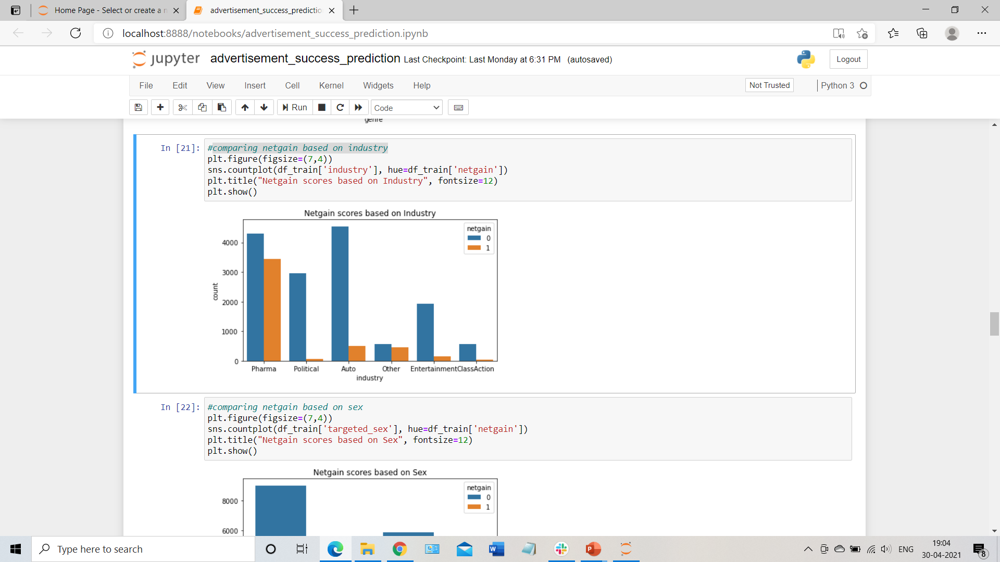 Home Page - Select or create a n
advertisement_success_predictio
localhost:8888/notebooks/advertisement_success_prediction.ipynb
jupyter advertisement_success_prediction Last Checkpoint: Last Monday at 6:31 PM (autosaved)
Logout
File Edit View Insert Cell Kernel Widgets Help
Not Trusted
Python 3
Run
Code
genre
In [21]:
#comparing netgain based on industry
plt.figure(figsize=(7,4))
sns.countplot(df_train['industry'], hue=df_train['netgain'])
plt.title("Netgain scores based on Industry", fontsize=12)
plt.show()
Netgain scores based on Industry
netgain
0
1
4000
3000
2000
1000
0
count
Pharma Political Auto Other Entertainment ClassAction
industry
In [22]:
#comparing netgain based on sex
plt.figure(figsize=(7,4))
sns.countplot(df_train['targeted_sex'], hue=df_train['netgain'])
plt.title("Netgain scores based on Sex", fontsize=12)
plt.show()
Netgain scores based on Sex
netgain
0
1
8000
6000
Type here to search
W
P
ENG
19:04
30-04-2021
8